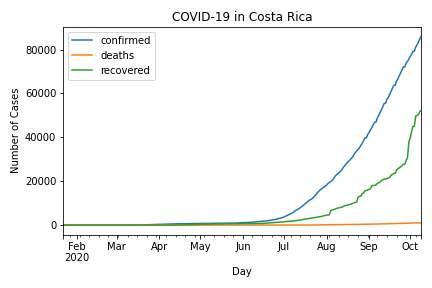 COVID-19 in Costa Rica
confirmed
deaths
recovered
80000
60000
40000
20000
0
Number of Cases
Feb Mar Apr May Jun Jul Aug Sep Oct
2020
Day